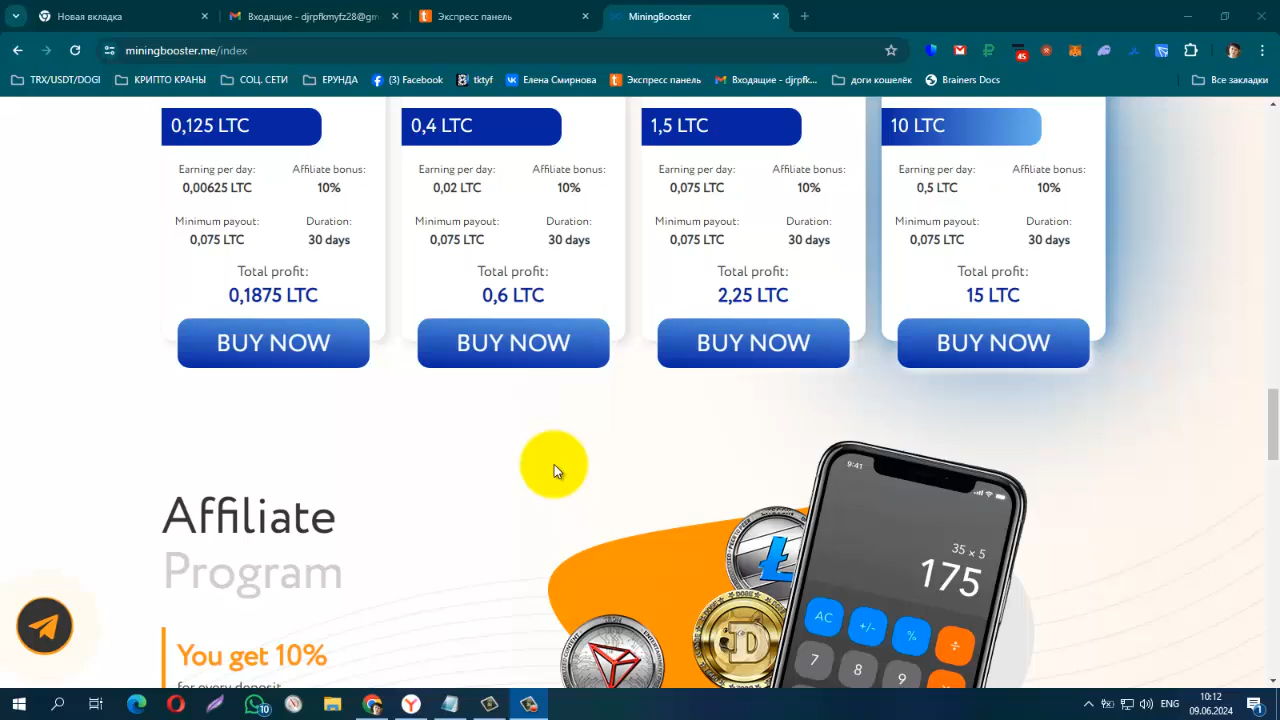 Новая вкладка
Входящие - djrpfkmyfz28@gm
Экспресс панель
MiningBooster
miningbooster.me/index
45
TRX/USDT/DOGI
КРИПТО КРАНЫ
СОЦ. СЕТИ
ЕРУНДА
(3) Facebook
tktyf
Елена Смирнова
Экспресс панель
Входящие - djrpfk...
доги кошелёк
Brainers Docs
Все закладки
0,125 LTC
0,4 LTC
1,5 LTC
10 LTC
Earning per day: Affiliate bonus:
0,00625 LTC 10%
Minimum payout: Duration:
0,075 LTC 30 days
Total profit:
0,1875 LTC
BUY NOW
Earning per day: Affiliate bonus:
0,02 LTC 10%
Minimum payout: Duration:
0,075 LTC 30 days
Total profit:
0,6 LTC
BUY NOW
Earning per day: Affiliate bonus:
0,075 LTC 10%
Minimum payout: Duration:
0,075 LTC 30 days
Total profit:
2,25 LTC
BUY NOW
Earning per day: Affiliate bonus:
0,5 LTC 10%
Minimum payout: Duration:
0,075 LTC 30 days
Total profit:
15 LTC
BUY NOW
Affiliate
Program
You get 10%
for every deposit
9:41
35 × 5
175
AC +/- % ÷
7 8 9 ×
10
ENG
10:12
09.06.2024
1